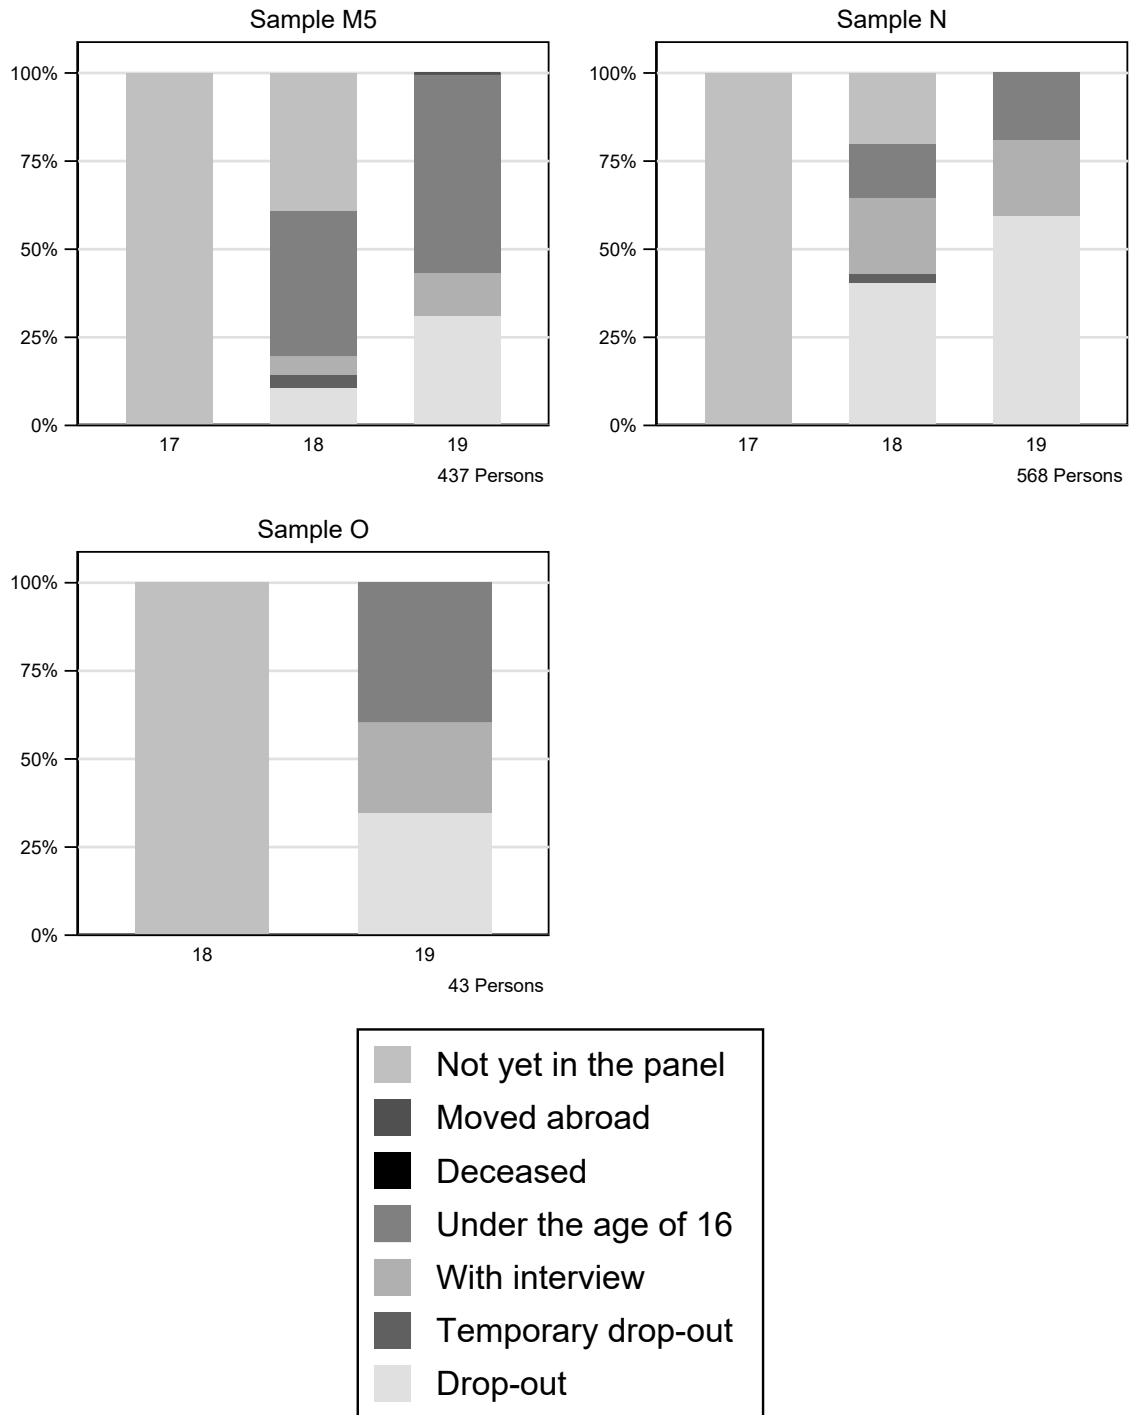 Sample M5
100%
75%
50%
25%
0%
17 18 19
437 Persons
Sample N
100%
75%
50%
25%
0%
17 18 19
568 Persons
Sample O
100%
75%
50%
25%
0%
18 19
43 Persons
Not yet in the panel
Moved abroad
Deceased
Under the age of 16
With interview
Temporary drop-out
Drop-out